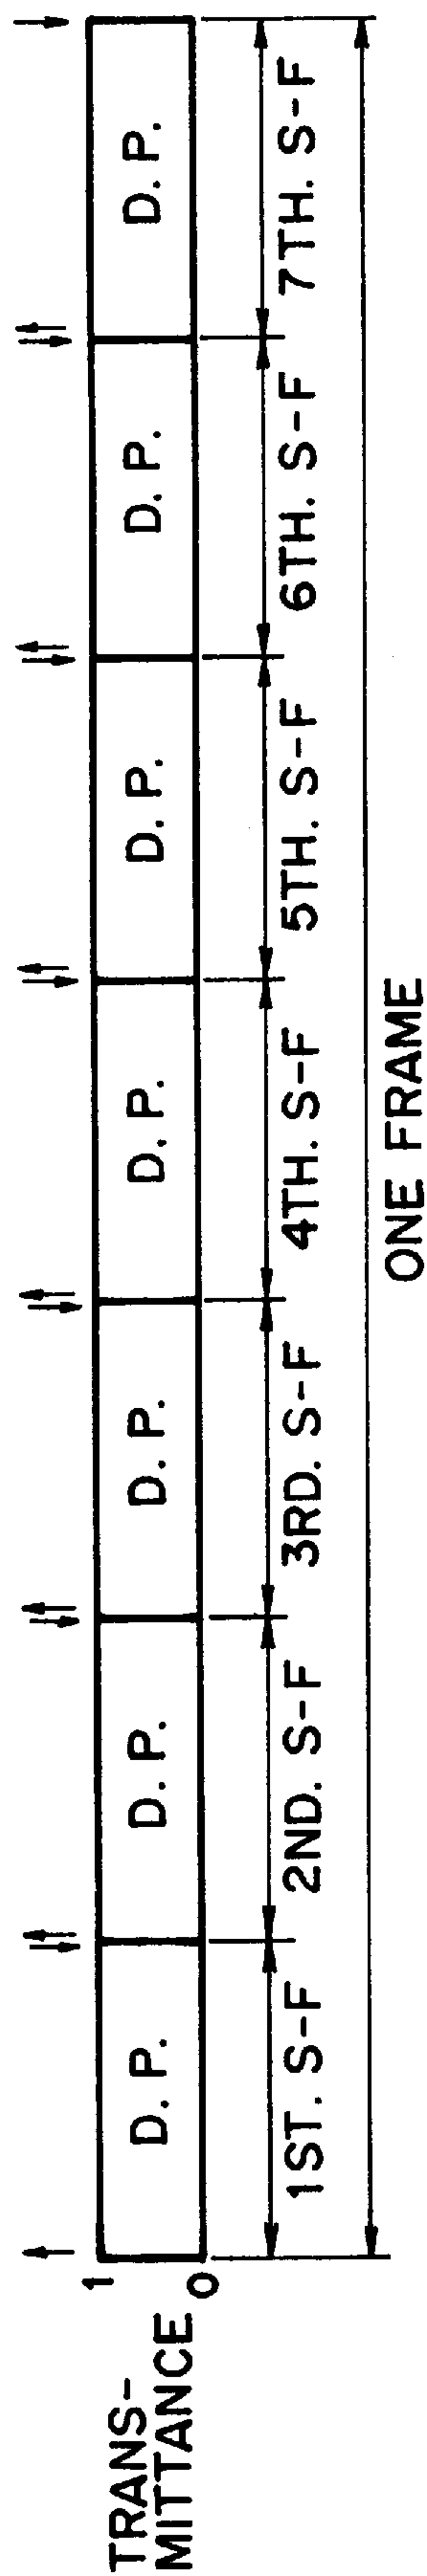 TRANS-
MITTANCE
1
0
D. P.
D. P.
D. P.
D. P.
D. P.
D. P.
D. P.
1ST. S-F
2ND. S-F
3RD. S-F
4TH. S-F
5TH. S-F
6TH. S-F
7TH. S-F
ONE FRAME